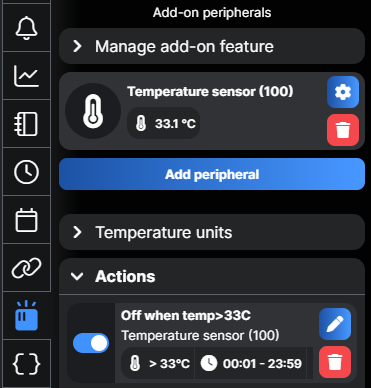 Add-on peripherals
Manage add-on feature
Temperature sensor (100)
33.1 °C
Add peripheral
Temperature units
Actions
Off when temp>33C
Temperature sensor (100)
> 33°C 00:01 - 23:59